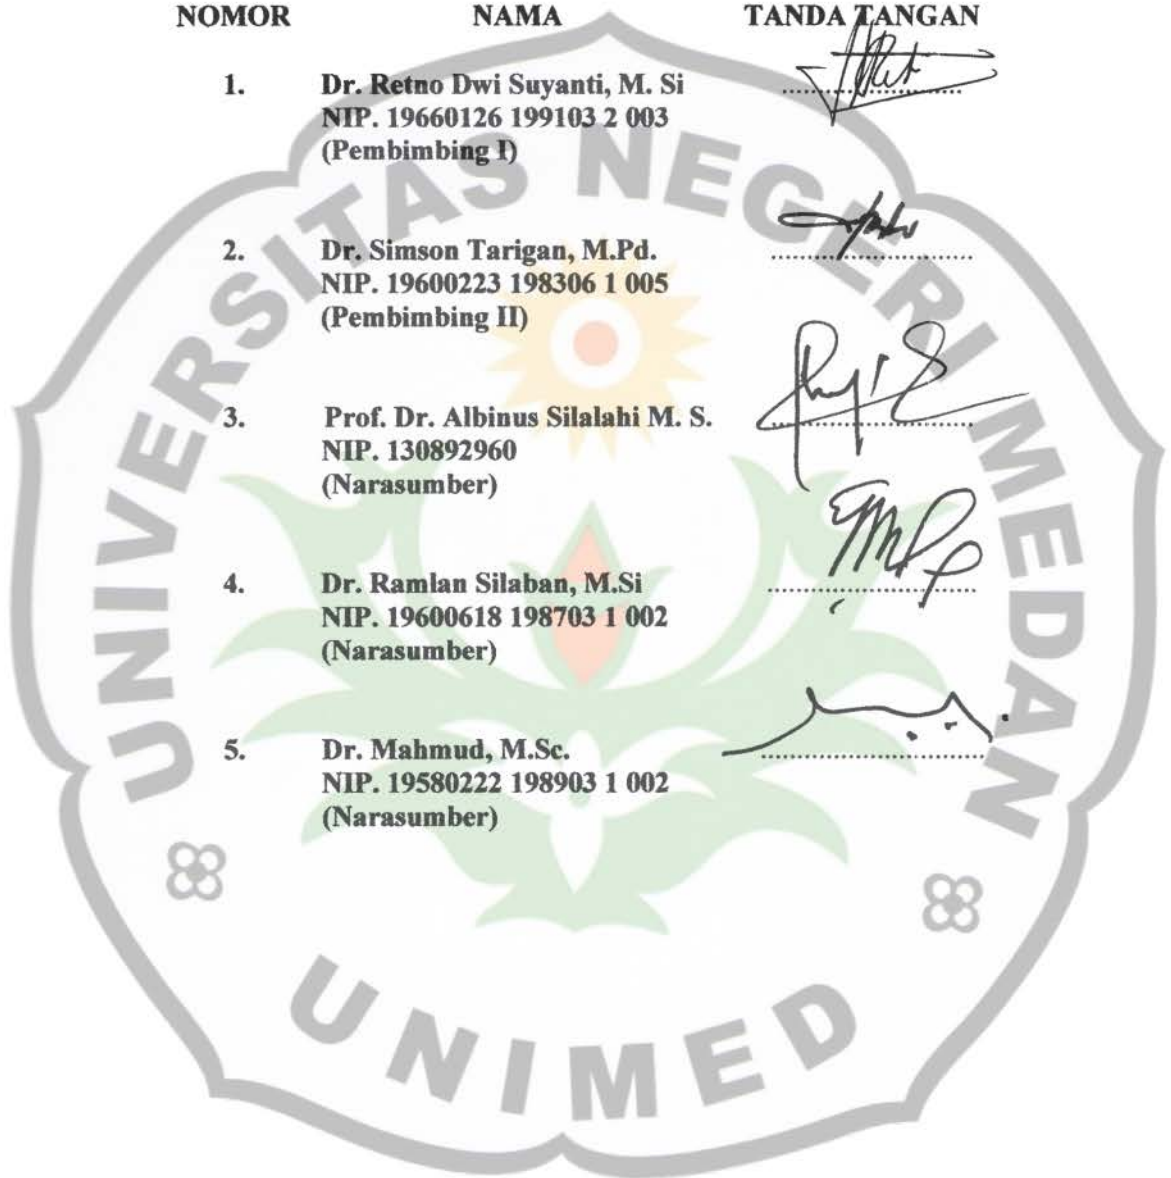 NOMOR NAMA TANDA TANGAN
1. Dr. Retno Dwi Suyanti, M. Si
NIP. 19660126 199103 2 003
(Pembimbing I)
2. Dr. Simson Tarigan, M.Pd.
NIP. 19600223 198306 1 005
(Pembimbing II)
3. Prof. Dr. Albinus Silalahi M. S.
NIP. 130892960
(Narasumber)
4. Dr. Ramlan Silaban, M.Si
NIP. 19600618 198703 1 002
(Narasumber)
5. Dr. Mahmud, M.Sc.
NIP. 19580222 198903 1 002
(Narasumber)
UNIVERSITAS NEGERI MEDAN
UNIMED